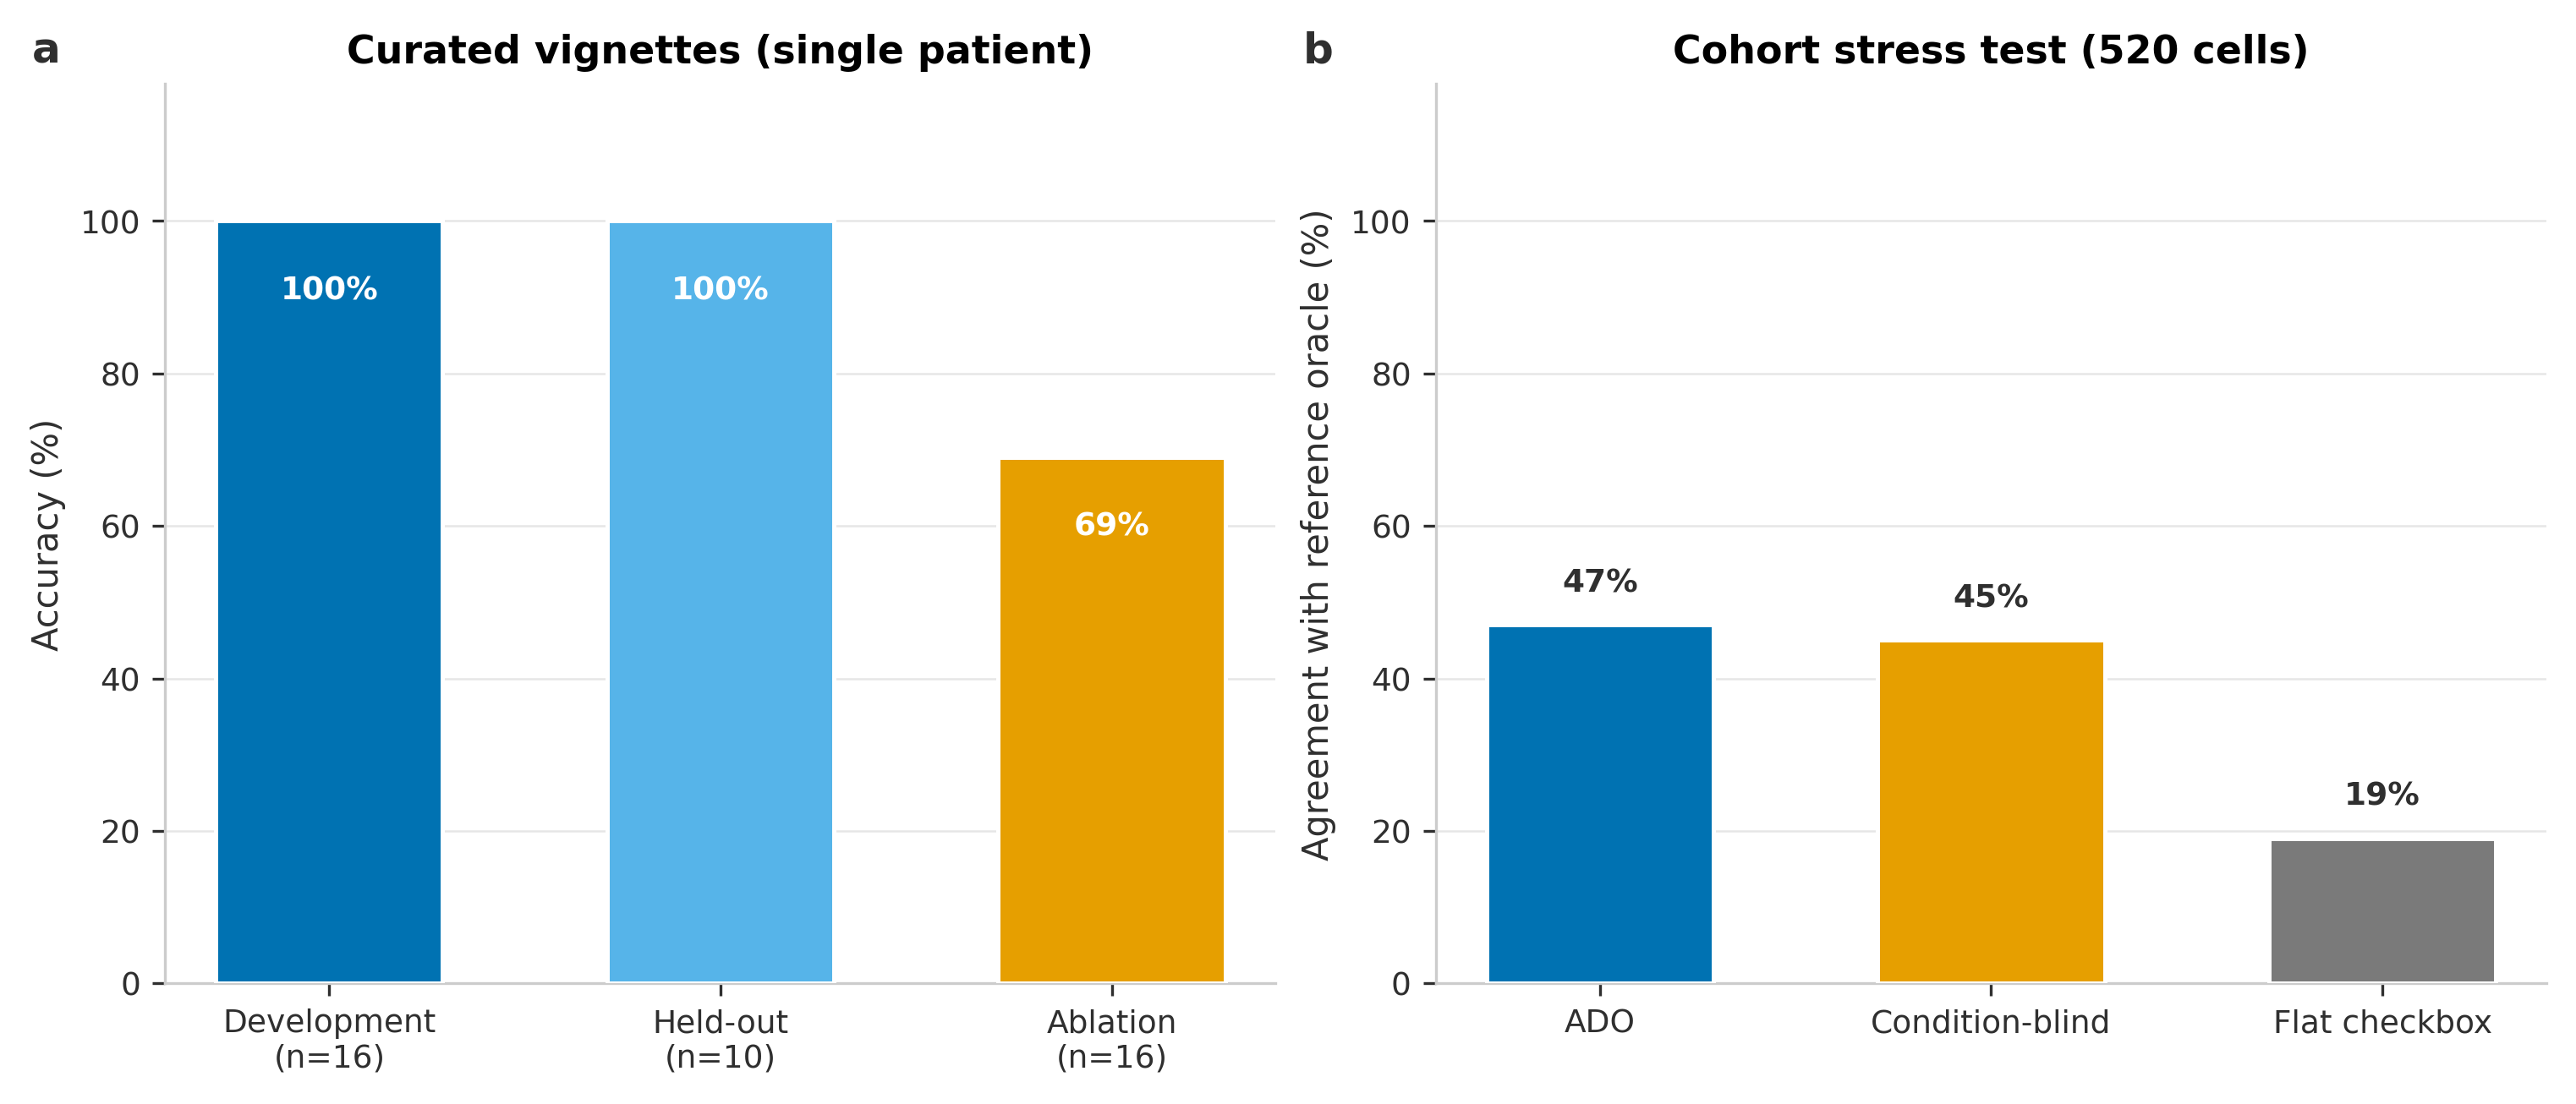 a
Curated vignettes (single patient)
Accuracy (%)
100
80
60
40
20
0
100%
100%
69%
Development
(n=16)
Held-out
(n=10)
Ablation
(n=16)
b
Cohort stress test (520 cells)
Agreement with reference oracle (%)
100
80
60
40
20
0
47%
45%
19%
ADO
Condition-blind
Flat checkbox